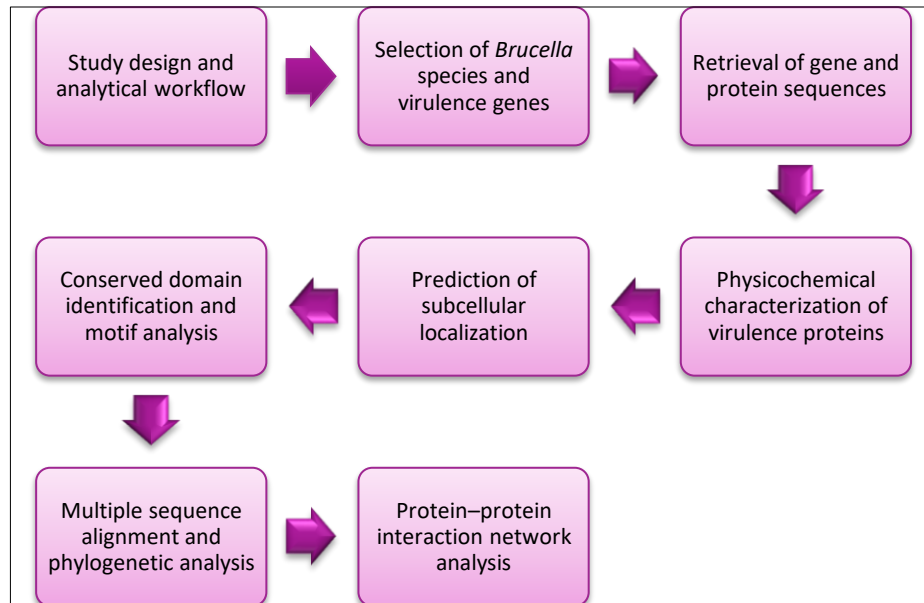 Study design and
analytical workflow
Selection of Brucella
species and
virulence genes
Retrieval of gene and
protein sequences
Physicochemical
characterization of
virulence proteins
Prediction of
subcellular
localization
Conserved domain
identification and
motif analysis
Multiple sequence
alignment and
phylogenetic analysis
Protein–protein
interaction network
analysis